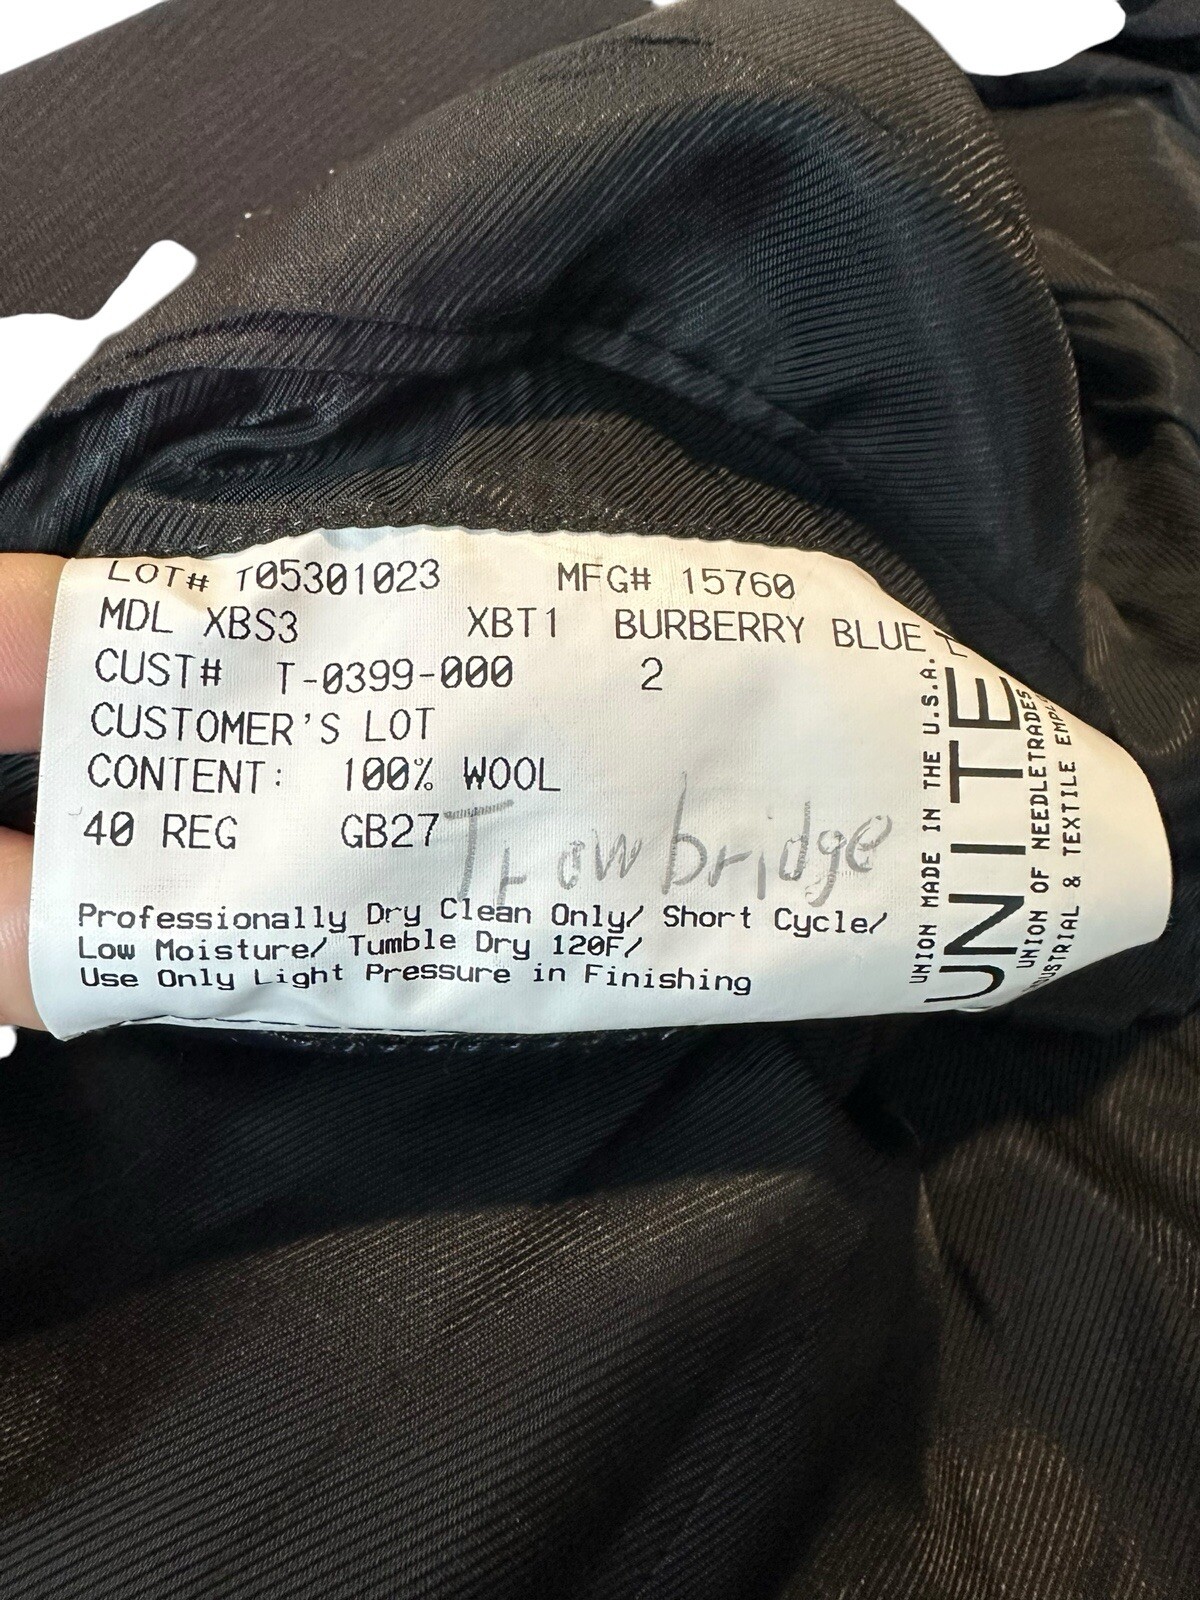 LOT# T05301023 MFG# 15760
MDL XBS3 XBT1 BURBERRY BLUE
CUST# T-0399-000 2
CUSTOMER'S LOT
CONTENT: 100% WOOL
40 REG GB27 Trowbridge
Professionally Dry Clean Only/ Short Cycle/
Low Moisture/ Tumble Dry 120F/
Use Only Light Pressure in Finishing
UNION MADE IN THE U.S.A.
UNITE
UNION OF NEEDLETRADES
& TEXTILE